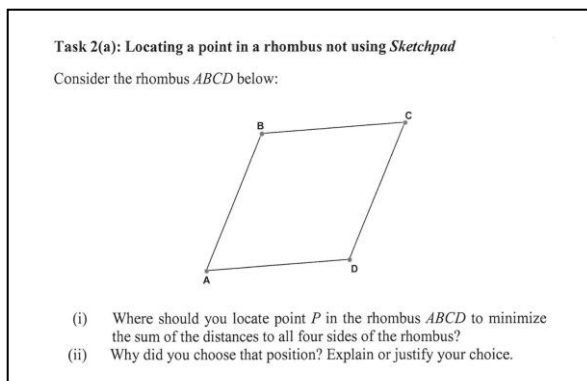 Task 2(a): Locating a point in a rhombus not using Sketchpad
Consider the rhombus ABCD below:
B
C
A
D
(i) Where should you locate point P in the rhombus ABCD to minimize
the sum of the distances to all four sides of the rhombus?
(ii) Why did you choose that position? Explain or justify your choice.